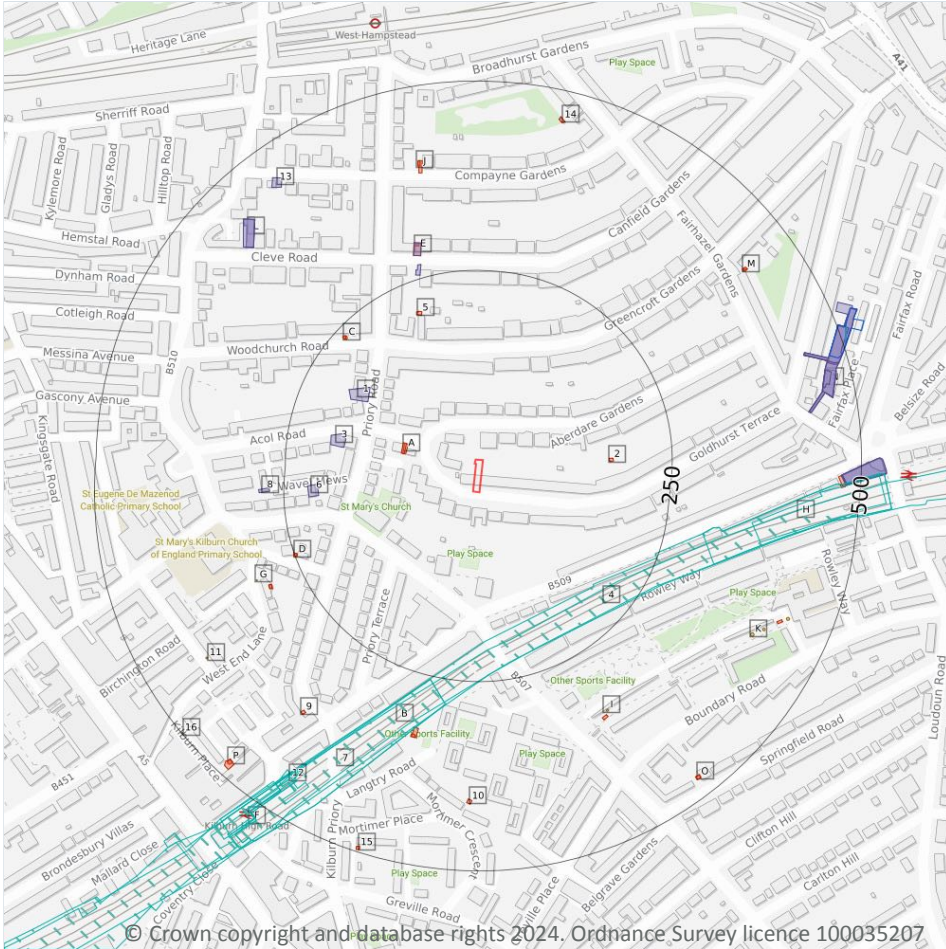 West Hampstead
Heritage Lane
Broadhurst Gardens
Play Space
A41
Sherriff Road
14
Kylemore Road
Gladys Road
Hilltop Road
J
13
Compayne Gardens
Canfield Gardens
Fairhazel Gardens
Hemstal Road
E
Cleve Road
M
Dynham Road
Greencroft Gardens
Fairfax Road
Cotleigh Road
5
C
Messina Avenue
B510
Woodchurch Road
Gascony Avenue
1
Priory Road
Fairfax Place
Belsize Road
Kingsgate Road
Acol Road
3
A
Aberdare Gardens
Goldhurst Terrace
2
250
500
St Eugene De Mazenod
Catholic Primary School
8
6
St Mary's Church
H
St Mary's Kilburn Church
of England Primary School
D
Play Space
B509
G
4
Rowley Way
Play Space
Rowley Way
Priory Terrace
K
11
Birchington Road
West End Lane
B507
Other Sports Facility
Boundary Road
Loudoun Road
9
B
I
16
Kilburn Place
Other Sports Facility
Springfield Road
A5
P
7
Play Space
12
Langtry Road
O
B451
10
F
Kilburn High Road
Kilburn Priory
Mortimer Place
Mortimer Crescent
Clifton Hill
Brondesbury Villas
Mallard Close
15
Belgrave Gardens
Carlton Hill
Play Space
Coventry Close
Greville Road
© Crown copyright and database rights 2024. Ordnance Survey licence 100035207